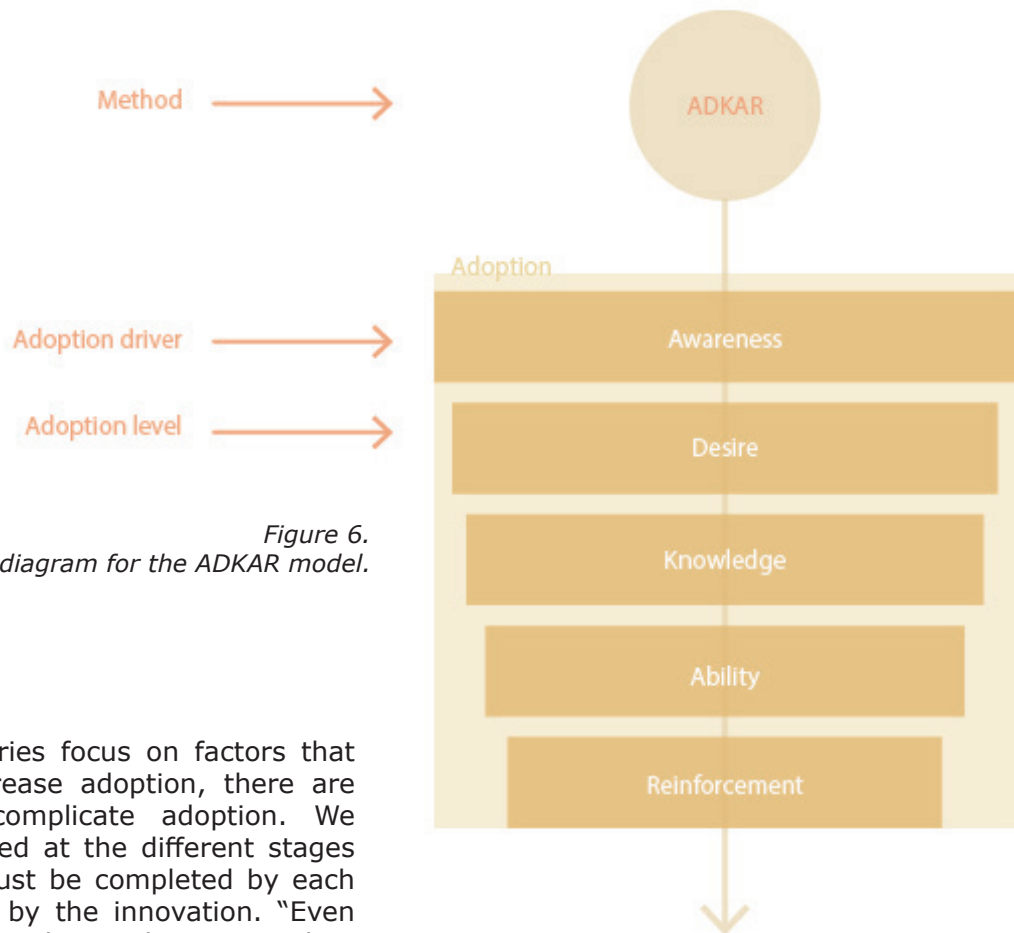 Method
ADKAR
Adoption
Adoption driver
Awareness
Adoption level
Desire
Figure 6.
diagram for the ADKAR model.
Knowledge
Ability
Reinforcement
ries focus on factors that
rease adoption, there are
complicate adoption. We
ed at the different stages
ust be completed by each
by the innovation. “Even